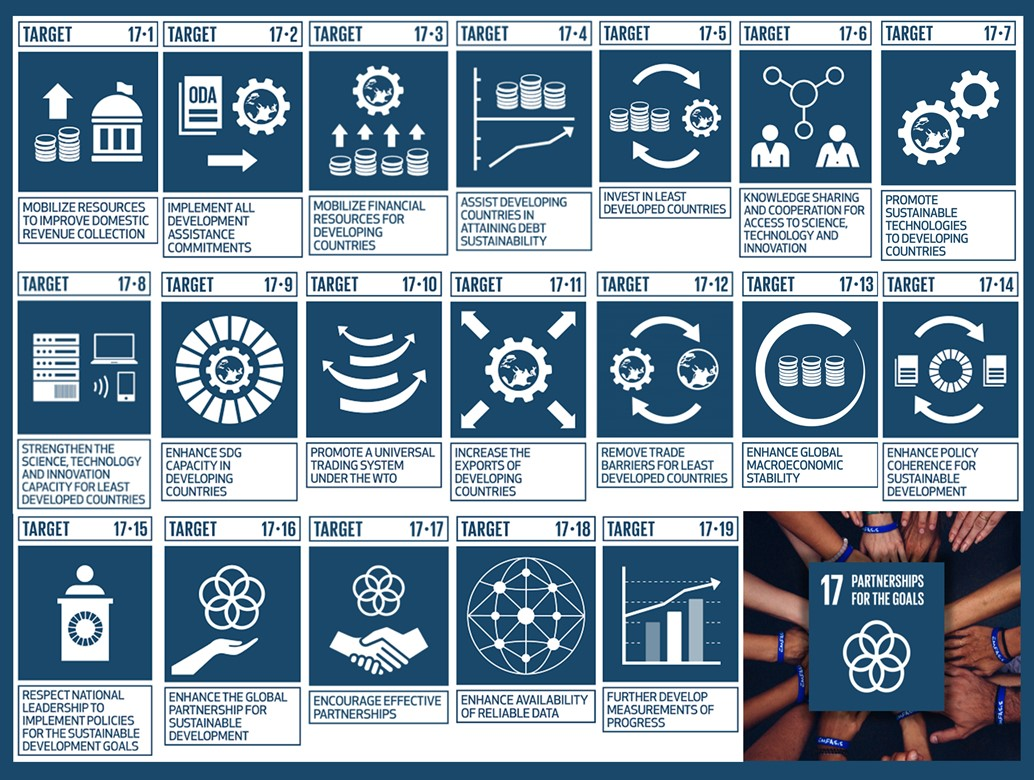 TARGET 17·1
MOBILIZE RESOURCES
TO IMPROVE DOMESTIC
REVENUE COLLECTION
TARGET 17·2
ODA
IMPLEMENT ALL
DEVELOPMENT
ASSISTANCE
COMMITMENTS
TARGET 17·3
MOBILIZE FINANCIAL
RESOURCES FOR
DEVELOPING
COUNTRIES
TARGET 17·4
ASSIST DEVELOPING
COUNTRIES IN
ATTAINING DEBT
SUSTAINABILITY
TARGET 17·5
INVEST IN LEAST
DEVELOPED COUNTRIES
TARGET 17·6
KNOWLEDGE SHARING
AND COOPERATION FOR
ACCESS TO SCIENCE,
TECHNOLOGY AND
INNOVATION
TARGET 17·7
PROMOTE
SUSTAINABLE
TECHNOLOGIES
TO DEVELOPING
COUNTRIES
TARGET 17·8
STRENGTHEN THE
SCIENCE, TECHNOLOGY
AND INNOVATION
CAPACITY FOR LEAST
DEVELOPED COUNTRIES
TARGET 17·9
ENHANCE SDG
CAPACITY IN
DEVELOPING
COUNTRIES
TARGET 17·10
PROMOTE A UNIVERSAL
TRADING SYSTEM
UNDER THE WTO
TARGET 17·11
INCREASE THE
EXPORTS OF
DEVELOPING
COUNTRIES
TARGET 17·12
REMOVE TRADE
BARRIERS FOR LEAST
DEVELOPED COUNTRIES
TARGET 17·13
ENHANCE GLOBAL
MACROECONOMIC
STABILITY
TARGET 17·14
ENHANCE POLICY
COHERENCE FOR
SUSTAINABLE
DEVELOPMENT
TARGET 17·15
RESPECT NATIONAL
LEADERSHIP TO
IMPLEMENT POLICIES
FOR THE SUSTAINABLE
DEVELOPMENT GOALS
TARGET 17·16
ENHANCE THE GLOBAL
PARTNERSHIP FOR
SUSTAINABLE
DEVELOPMENT
TARGET 17·17
ENCOURAGE EFFECTIVE
PARTNERSHIPS
TARGET 17·18
ENHANCE AVAILABILITY
OF RELIABLE DATA
TARGET 17·19
FURTHER DEVELOP
MEASUREMENTS OF
PROGRESS
17 PARTNERSHIPS
FOR THE GOALS